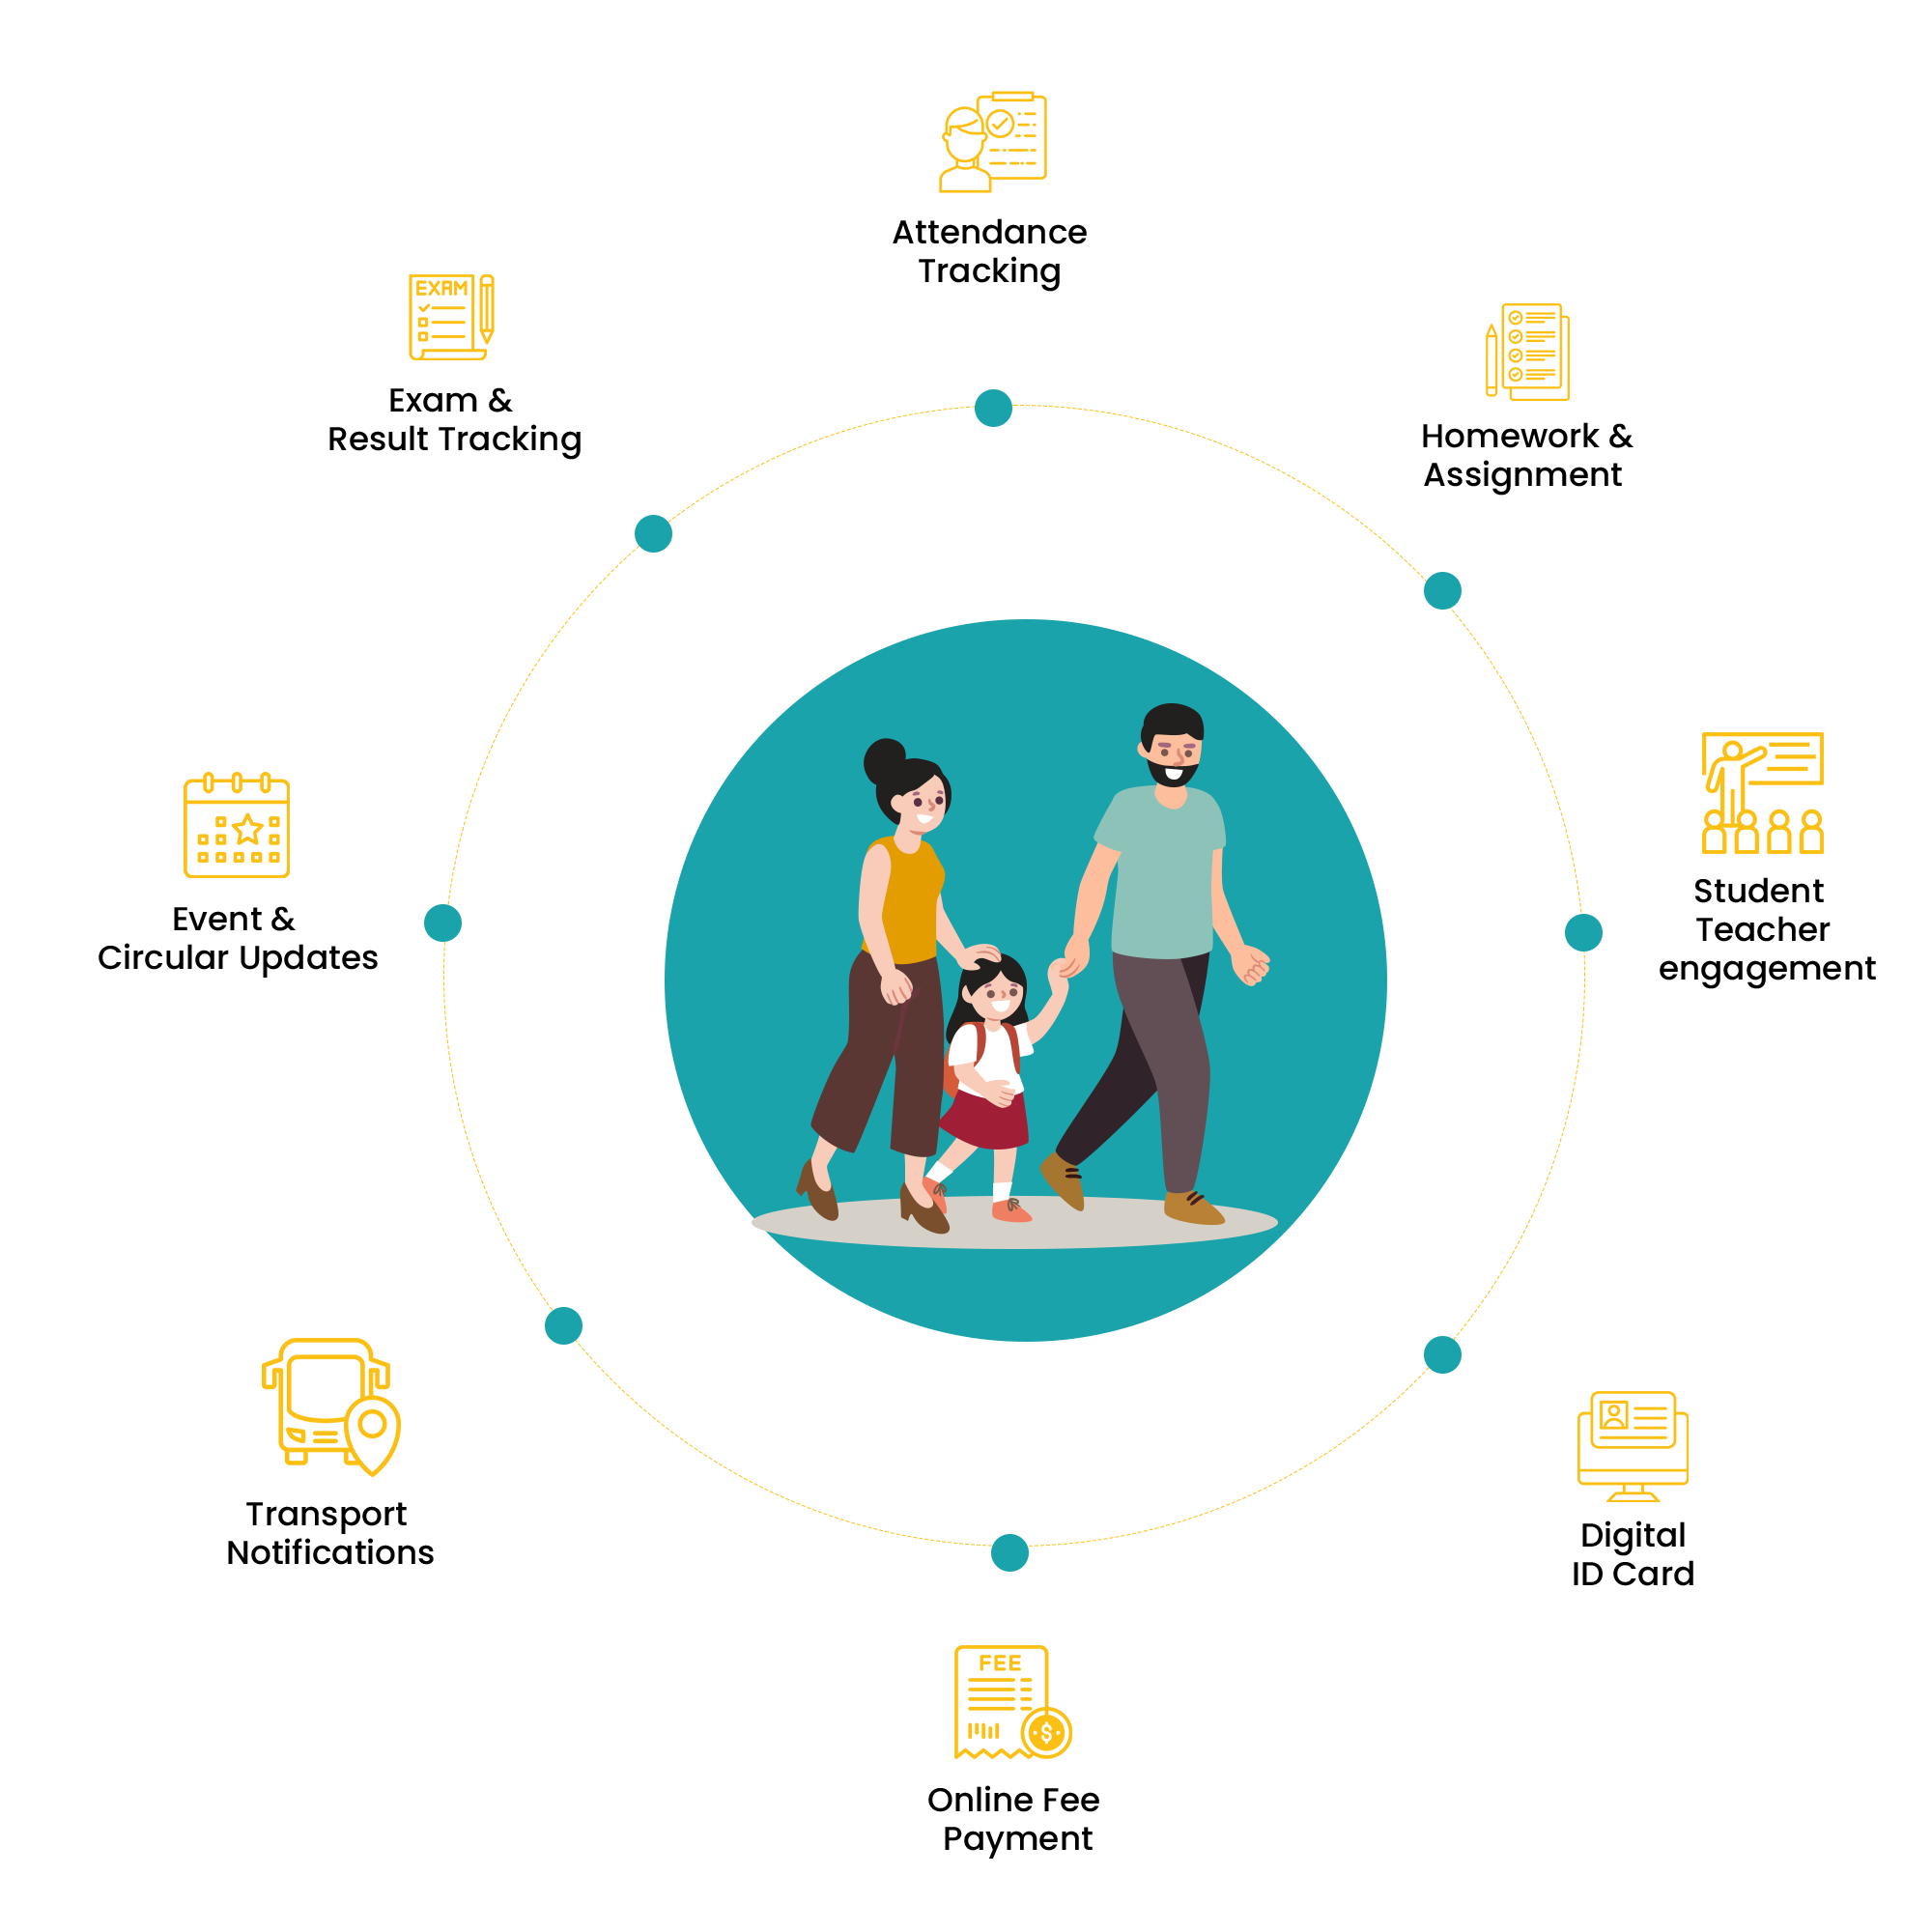 Attendance
Tracking
EXAM
Exam &
Result Tracking
Homework &
Assignment
Student
Teacher
engagement
Event &
Circular Updates
Transport
Notifications
Digital
ID Card
FEE
$
Online Fee
Payment